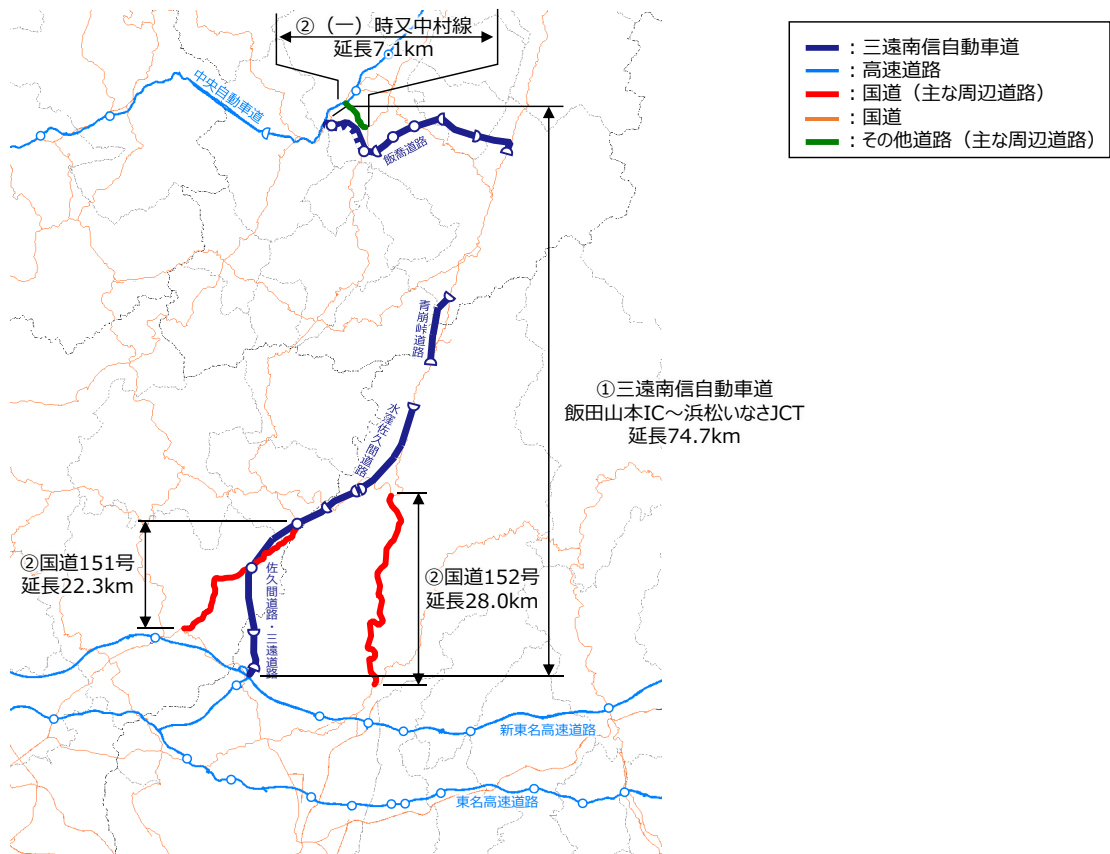 ②（一）時又中村線
延長7.1km
：三遠南信自動車道
：高速道路
：国道（主な周辺道路）
：国道
：その他道路（主な周辺道路）
中央自動車道
飯喬道路
青崩峠道路
①三遠南信自動車道
飯田山本IC～浜松いなさJCT
延長74.7km
水窪佐久間道路
②国道151号
延長22.3km
佐久間道路・三遠道路
②国道152号
延長28.0km
新東名高速道路
東名高速道路